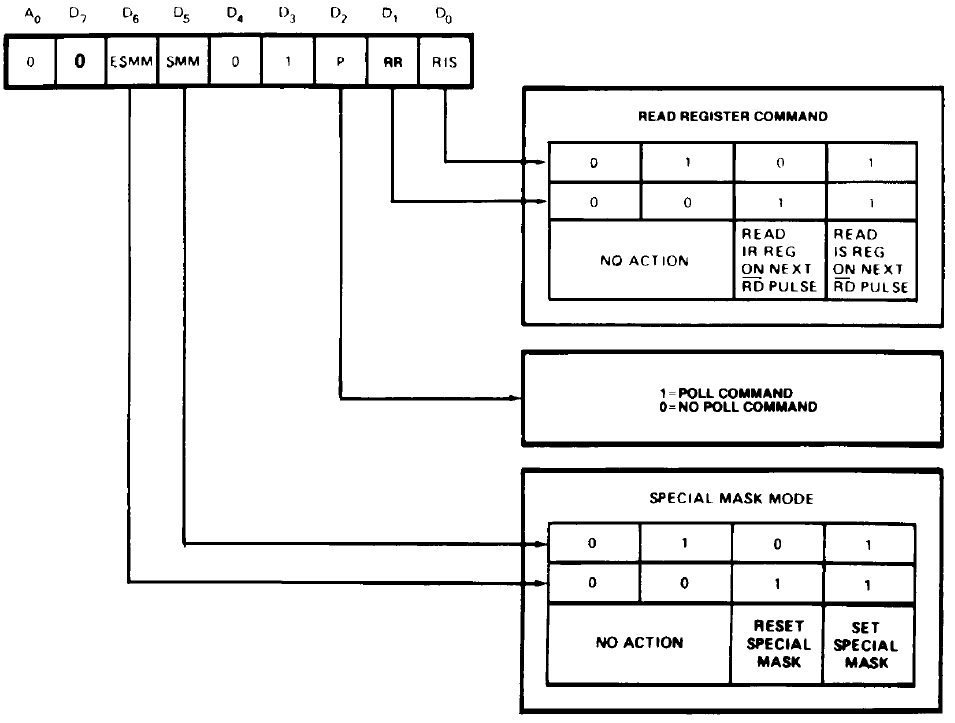 A0 D7 D6 D5 D4 D3 D2 D1 D0
0 0 ESMM SMM 0 1 P RR RIS
READ REGISTER COMMAND
0 1 0 1
0 0 1 1
NO ACTION
READ
IR REG
ON NEXT
RD PULSE
READ
IS REG
ON NEXT
RD PULSE
1=POLL COMMAND
0=NO POLL COMMAND
SPECIAL MASK MODE
0 1 0 1
0 0 1 1
NO ACTION
RESET
SPECIAL
MASK
SET
SPECIAL
MASK